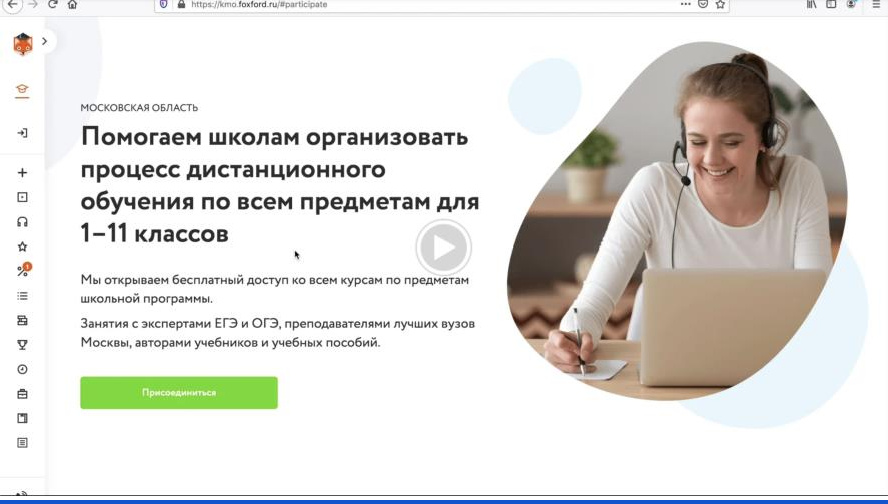 https://kmo.foxford.ru/#participate
МОСКОВСКАЯ ОБЛАСТЬ
Помогаем школам организовать
процесс дистанционного
обучения по всем предметам для
1–11 классов
Мы открываем бесплатный доступ ко всем курсам по предметам
школьной программы.
Занятия с экспертами ЕГЭ и ОГЭ, преподавателями лучших вузов
Москвы, авторами учебников и учебных пособий.
Присоединиться